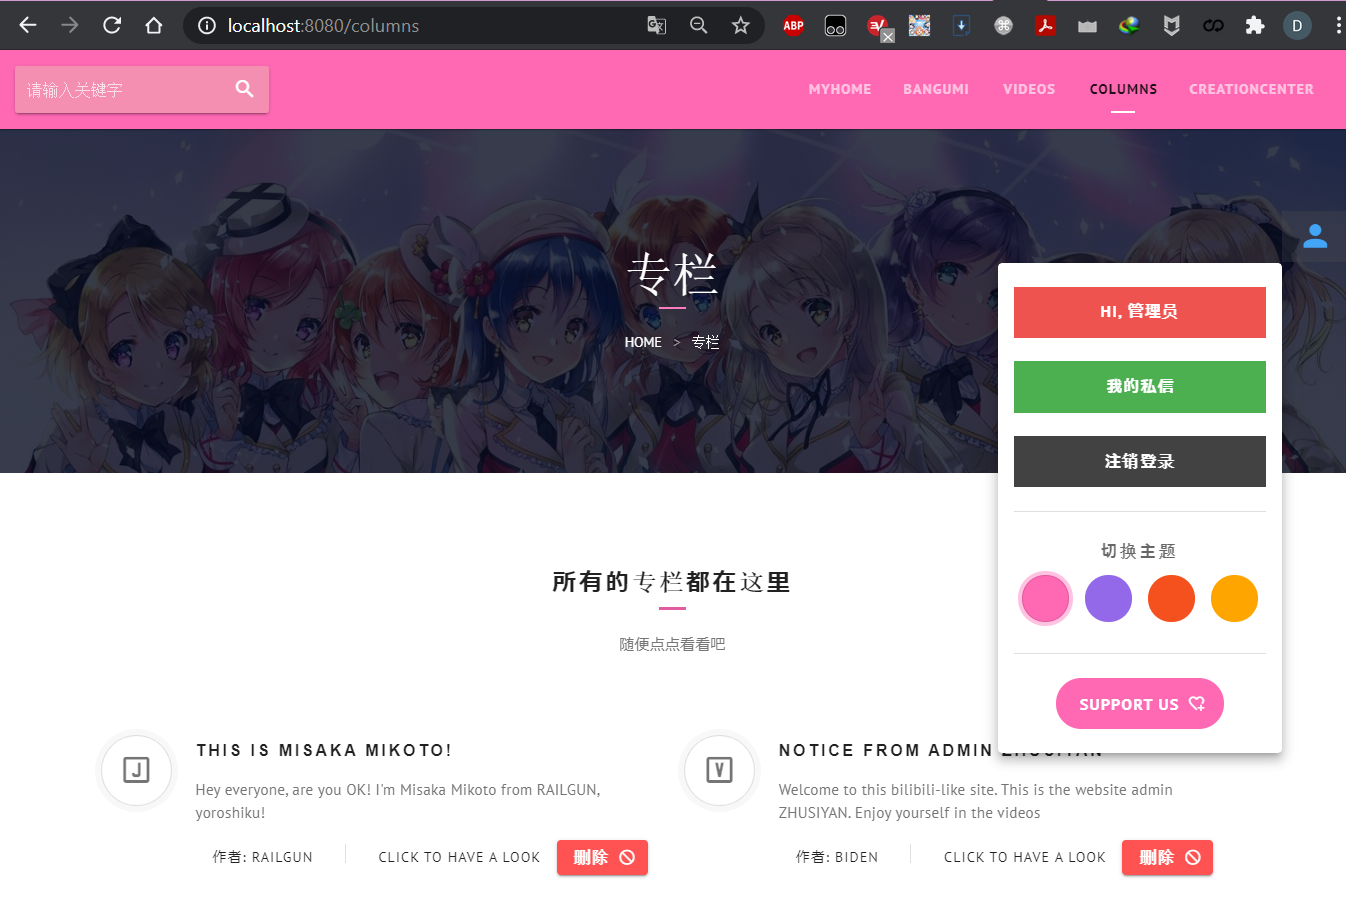 localhost:8080/columns
ABP
D
请输入关键字
MYHOME
BANGUMI
VIDEOS
COLUMNS
CREATIONCENTER
专栏
HOME > 专栏
HI, 管理员
我的私信
注销登录
切换主题
SUPPORT US
所有的专栏都在这里
随便点点看看吧
J
THIS IS MISAKA MIKOTO!
Hey everyone, are you OK! I'm Misaka Mikoto from RAILGUN,
yoroshiku!
作者: RAILGUN
CLICK TO HAVE A LOOK
删除
V
NOTICE FROM ADMIN ZHUSIYAN
Welcome to this bilibili-like site. This is the website admin
ZHUSIYAN. Enjoy yourself in the videos
作者: BIDEN
CLICK TO HAVE A LOOK
删除